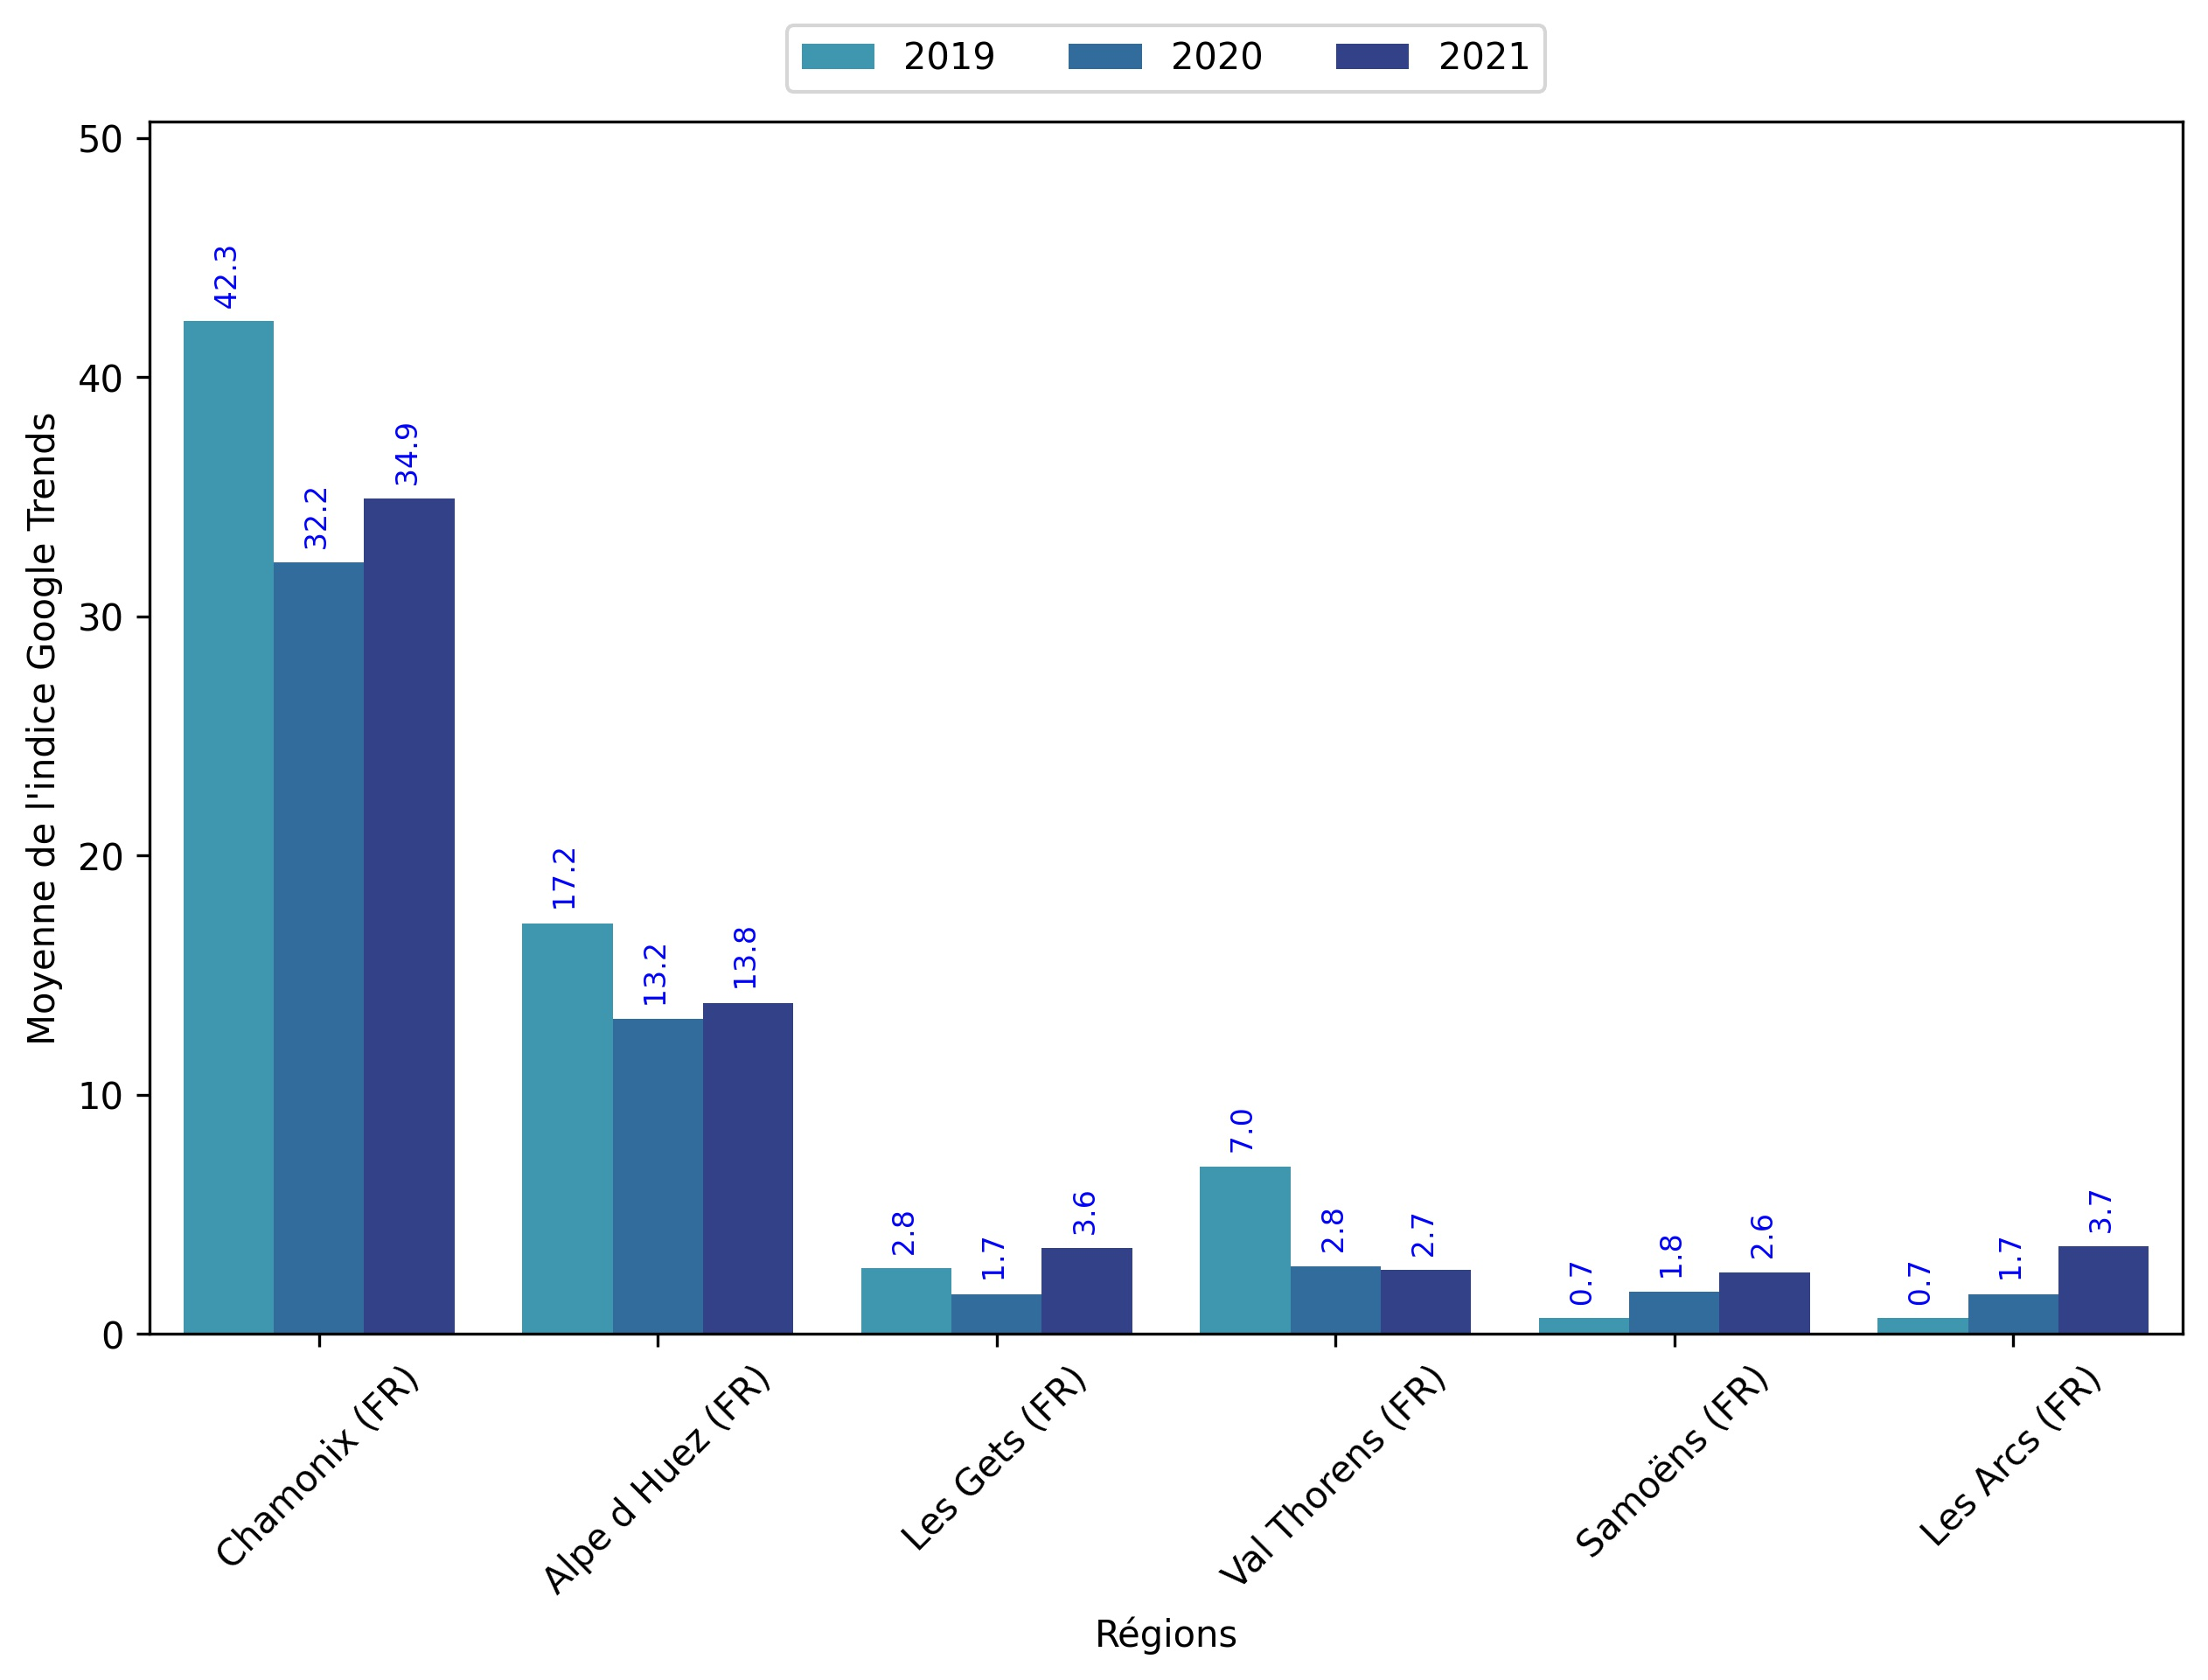 2019 2020 2021
Moyenne de l'indice Google Trends
50
40
30
20
10
0
42.3 32.2 34.9
17.2 13.2 13.8
2.8 1.7 3.6
7.0 2.8 2.7
0.7 1.8 2.6
0.7 1.7 3.7
Chamonix (FR)
Alpe d Huez (FR)
Les Gets (FR)
Val Thorens (FR)
Samoëns (FR)
Les Arcs (FR)
Régions